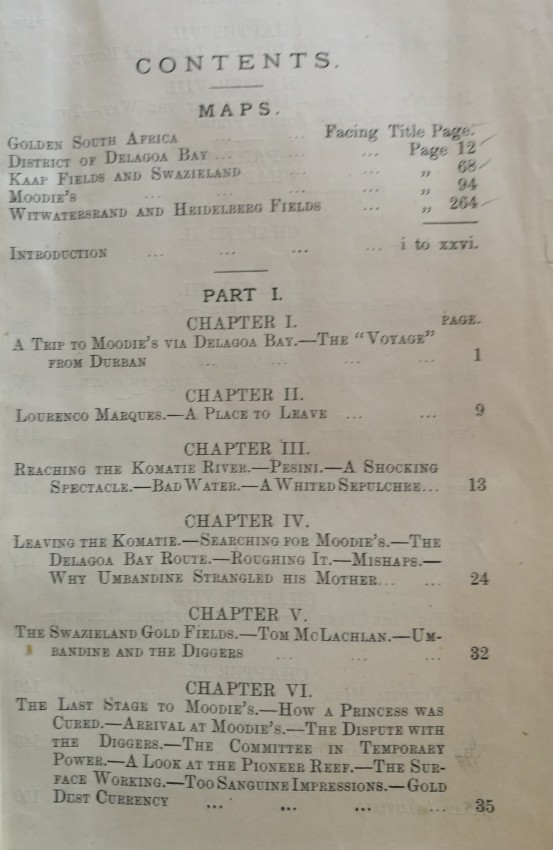 CONTENTS.
MAPS.
Golden South Africa ... ... Facing Title Page.
District of Delagoa Bay ... ... Page 12
Kaap Fields and Swazieland ... „ 68
Moodie's ... ... ... ... „ 94
Witwatersrand and Heidelberg Fields ... „ 264
Introduction ... ... ... ... i to xxvi.
PART I.
CHAPTER I. PAGE.
A Trip to Moodie's via Delagoa Bay.—The "Voyage"
from Durban ... ... ... 1
CHAPTER II.
Lourenco Marques.—A Place to Leave ... ... 9
CHAPTER III.
Reaching the Komatie River.—Pesini.—A Shocking
Spectacle.—Bad Water.—A Whited Sepulchre... 13
CHAPTER IV.
Leaving the Komatie.—Searching for Moodie's.—The
Delagoa Bay Route.—Roughing It.—Mishaps.—
Why Umbandine Strangled his Mother... ... 24
CHAPTER V.
The Swazieland Gold Fields.—Tom McLachlan.—Um-
bandine and the Diggers ... ... ... 32
CHAPTER VI.
The Last Stage to Moodie's.—How a Princess was
Cured.—Arrival at Moodie's.—The Dispute with
the Diggers.—The Committee in Temporary
Power.—A Look at the Pioneer Reef.—The Sur-
face Working.—Too Sanguine Impressions.—Gold
Dust Currency ... ... ... ... 35